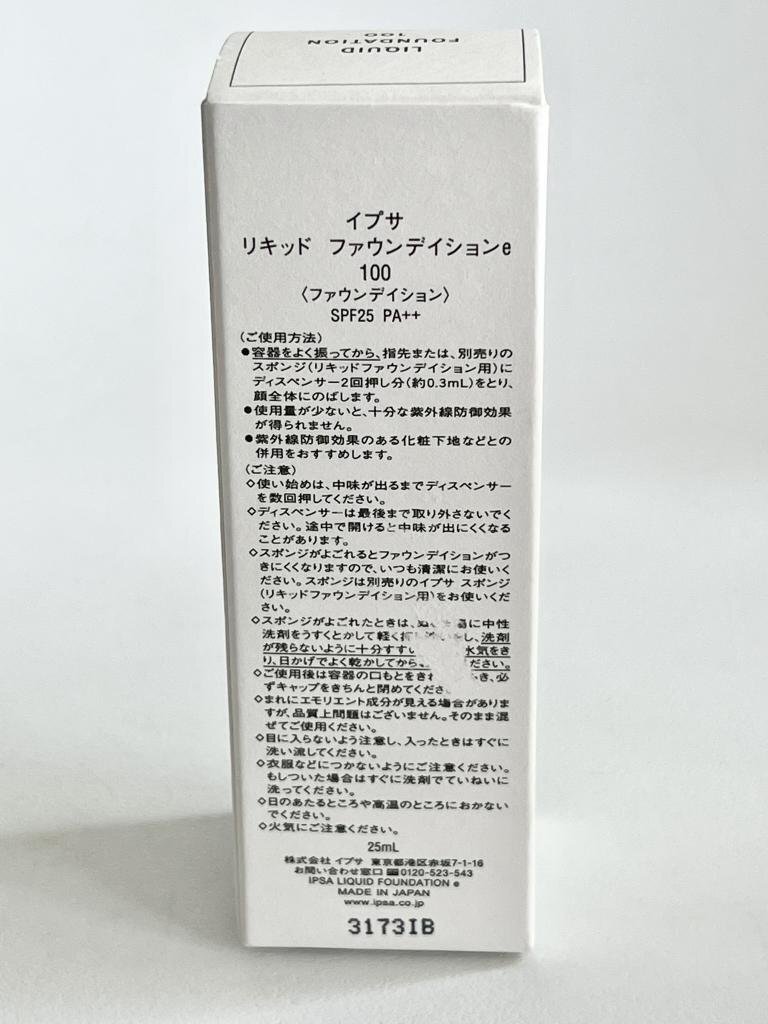 LIQUID
FOUNDATION
100
イプサ
リキッド ファウンデイションe
100
〈ファウンデイション〉
SPF25 PA++
(ご使用方法)
●容器をよく振ってから、指先または、別売りの
スポンジ(リキッドファウンデイション用)に
ディスペンサー2回押し分(約0.3mL)をとり、
顔全体にのばします。
●使用量が少ないと、十分な紫外線防御効果
が得られません。
●紫外線防御効果のある化粧下地などとの
併用をおすすめします。
(ご注意)
◇使い始めは、中味が出るまでディスペンサー
を数回押してください。
◇ディスペンサーは最後まで取り外さないでく
ださい。途中で開けると中味が出にくくなる
ことがあります。
◇スポンジがよごれるとファウンデイションがつ
きにくくなりますので、いつも清潔にお使いく
ださい。スポンジは別売りのイプサ スポンジ
(リキッドファウンデイション用)をお使いくだ
さい。
◇スポンジがよごれたときは、に中性
洗剤をうすくとかして軽く押し し、洗剤
が残らないように十分すす 水気をき
り、日かげでよく乾かしてから ださい。
◇ご使用後は容器の口もとをき き、必
ずキャップをきちんと閉めてくださ
◇まれにエモリエント成分が見える場合がありま
すが、品質上問題はございません。そのまま混
ぜてご使用ください。
◇目に入らないよう注意し、入ったときはすぐに
洗い流してください。
◇衣服などにつかないようにご注意ください。
もしついた場合はすぐに洗剤でていねいに
洗ってください。
◇日のあたるところや高温のところにおかない
でください。
◇火気にご注意ください。
25mL
株式会社 イプサ 東京都港区赤坂7-1-16
お問い合わせ窓口 0120-523-543
IPSA LIQUID FOUNDATION e
MADE IN JAPAN
www.ipsa.co.jp
3173IB